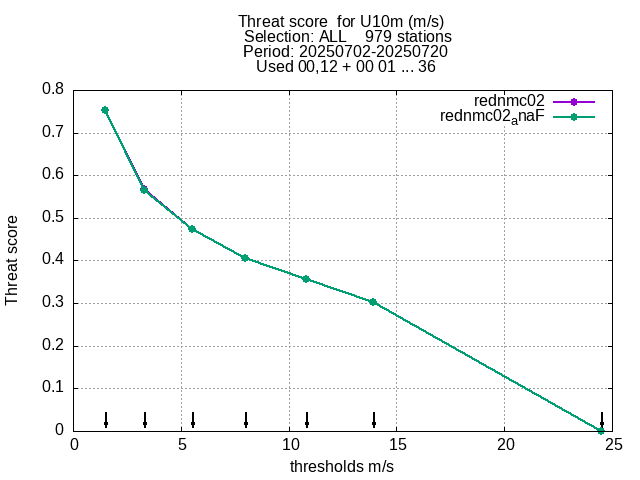 Threat score  for U10m (m/s)
Selection: ALL    979 stations
Period: 20250702-20250720
Used 00,12 + 00 01 ... 36
rednmc02
rednmc02anaF
0.8
0.7
0.6
0.5
0.4
0.3
0.2
0.1
0
Threat score
0 5 10 15 20 25
thresholds m/s